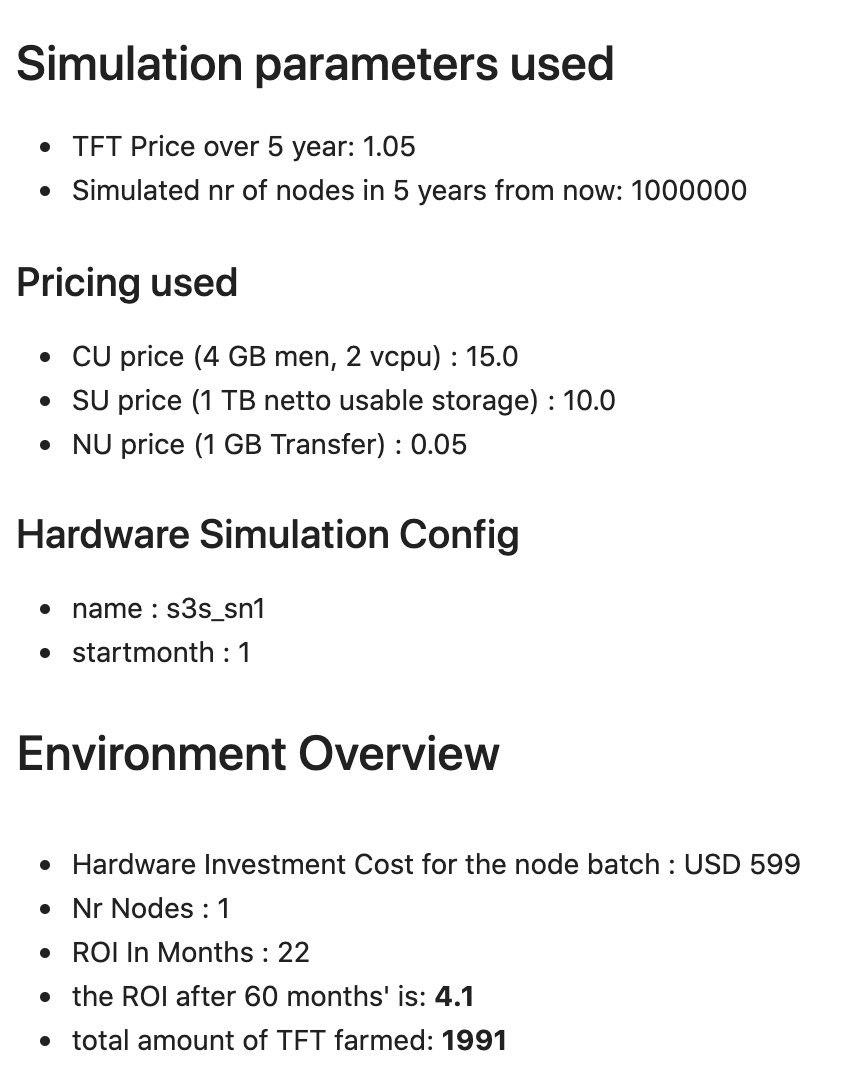 Simulation parameters used
• TFT Price over 5 year: 1.05
• Simulated nr of nodes in 5 years from now: 1000000
Pricing used
• CU price (4 GB men, 2 vcpu) : 15.0
• SU price (1 TB netto usable storage) : 10.0
• NU price (1 GB Transfer) : 0.05
Hardware Simulation Config
• name : s3s_sn1
• startmonth : 1
Environment Overview
• Hardware Investment Cost for the node batch : USD 599
• Nr Nodes : 1
• ROI In Months : 22
• the ROI after 60 months' is: 4.1
• total amount of TFT farmed: 1991